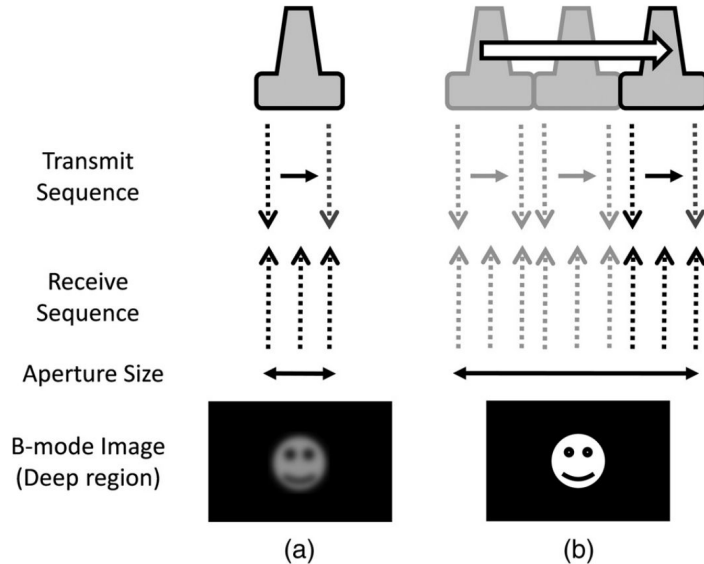 Transmit
Sequence
Receive
Sequence
Aperture Size
B-mode Image
(Deep region)
(a)
(b)